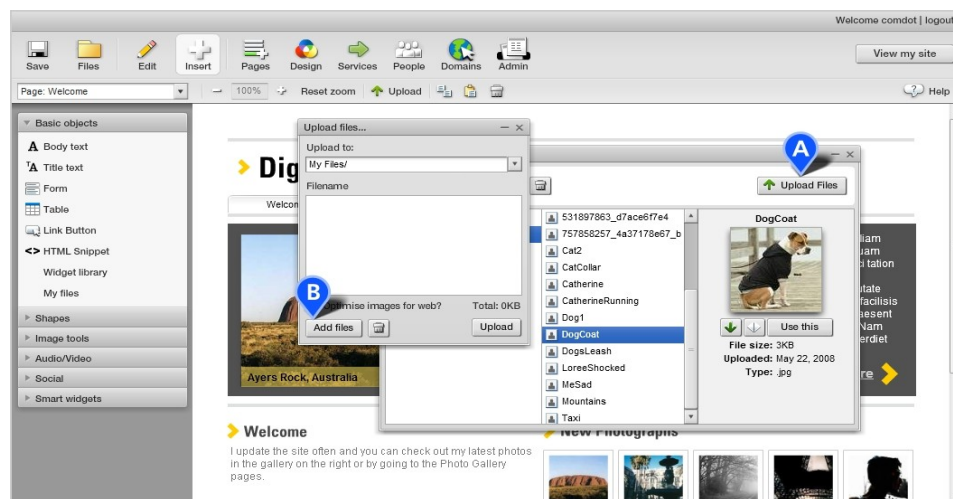 Welcome comdot | logout
Save Files Edit Insert Pages Design Services People Domains Admin
View my site
Page: Welcome
100% Reset zoom Upload
Help
Basic objects
A Body text
TA Title text
Form
Table
Link Button
<> HTML Snippet
Widget library
My files
Shapes
Image tools
Audio/Video
Social
Smart widgets
Upload files...
Upload to:
My Files/
Filename
Optimise images for web? Total: 0KB
B
Add files Upload
A
Upload Files
531897863_d7ace6f7e4
757858257_4a37178e67_b
Cat2
CatCollar
Catherine
CatherineRunning
Dog1
DogCoat
DogsLeash
LoreeShocked
MeSad
Mountains
Taxi
DogCoat
Use this
File size: 3KB
Uploaded: May 22, 2008
Type: .jpg
Dig
Welcon
Ayers Rock, Australia
Welcome
I update the site often and you can check out my latest photos
in the gallery on the right or by going to the Photo Gallery
pages.
New Photographs